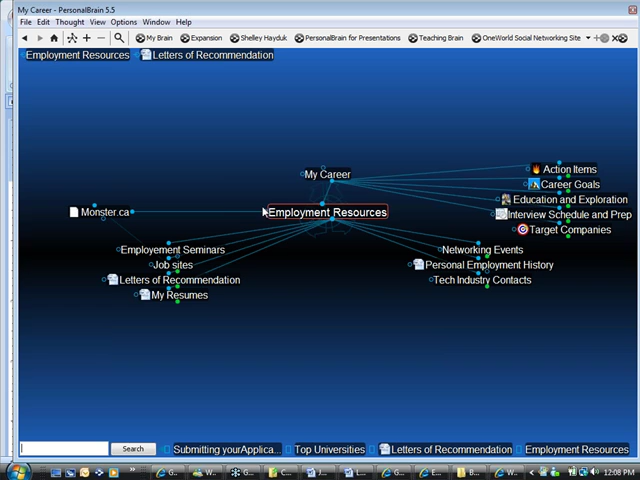 My Career - PersonalBrain 5.5
File Edit Thought View Options Window Help
My Brain Expansion Shelley Hayduk PersonalBrain for Presentations Teaching Brain OneWorld Social Networking Site
Employment Resources Letters of Recommendation
My Career
Action Items
Career Goals
Education and Exploration
Interview Schedule and Prep
Target Companies
Monster.ca
Employment Resources
Employement Seminars
Job sites
Letters of Recommendation
My Resumes
Networking Events
Personal Employment History
Tech Industry Contacts
Search Submitting yourApplica... Top Universities Letters of Recommendation Employment Resources
12:08 PM